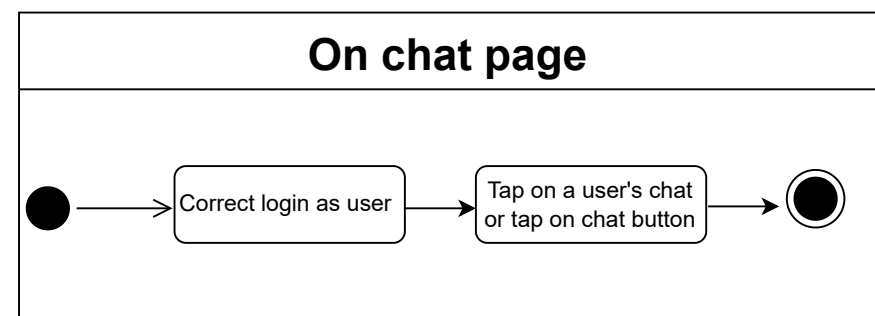 On chat page
Correct login as user
Tap on a user's chat
or tap on chat button